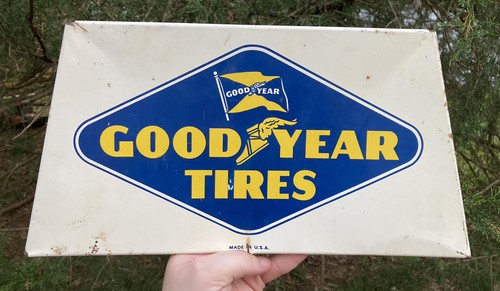 GOOD YEAR
GOOD YEAR
TIRES
MADE IN U.S.A.